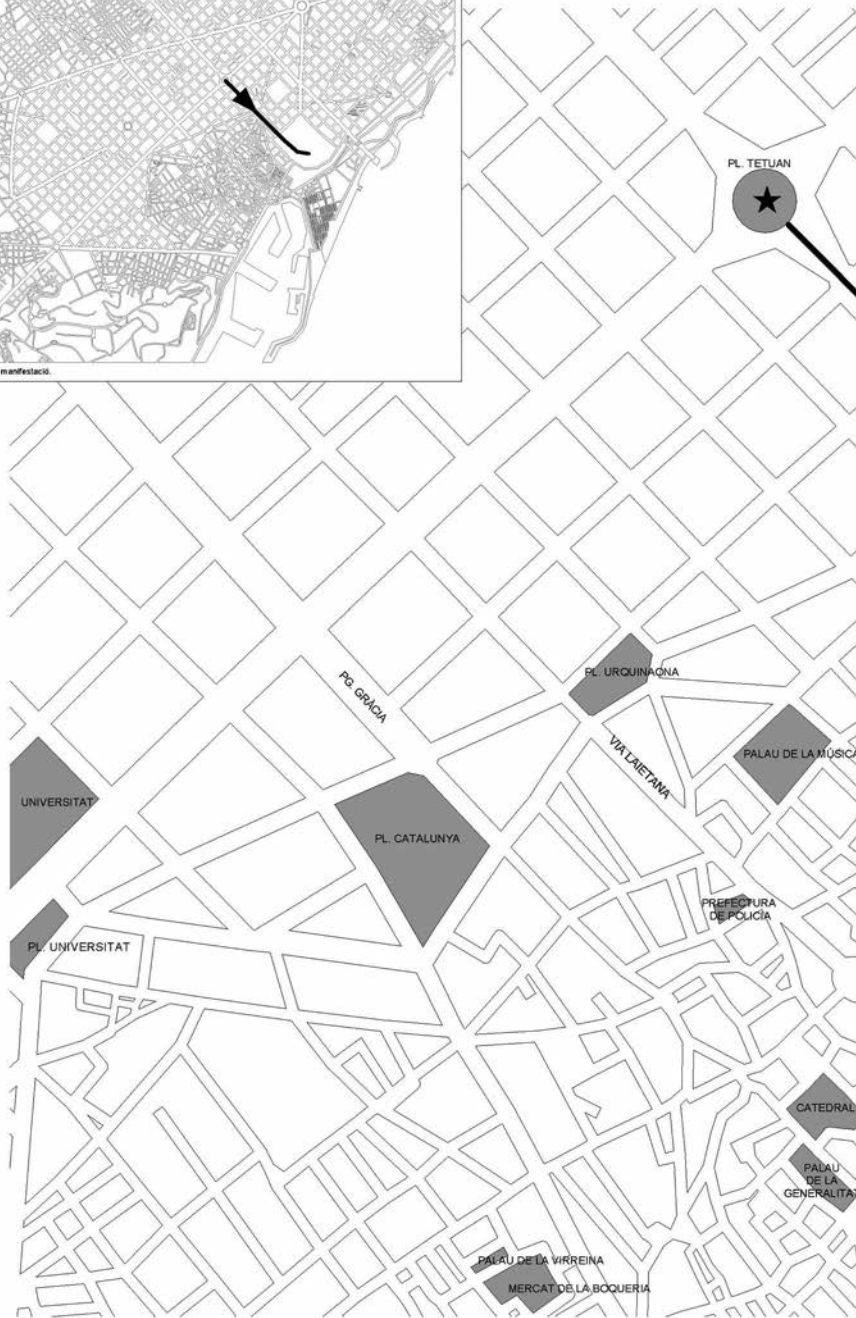 manifestació.
PL. TETUAN
PL. URQUINAONA
PG. GRÀCIA
VIA LAIETANA
PALAU DE LA MÚSICA
UNIVERSITAT
PL. CATALUNYA
PREFECTURA
DE POLICÍA
PL. UNIVERSITAT
CATEDRAL
PALAU
DE LA
GENERALITAT
PALAU DE LA VIRREINA
MERCAT DE LA BOQUERIA